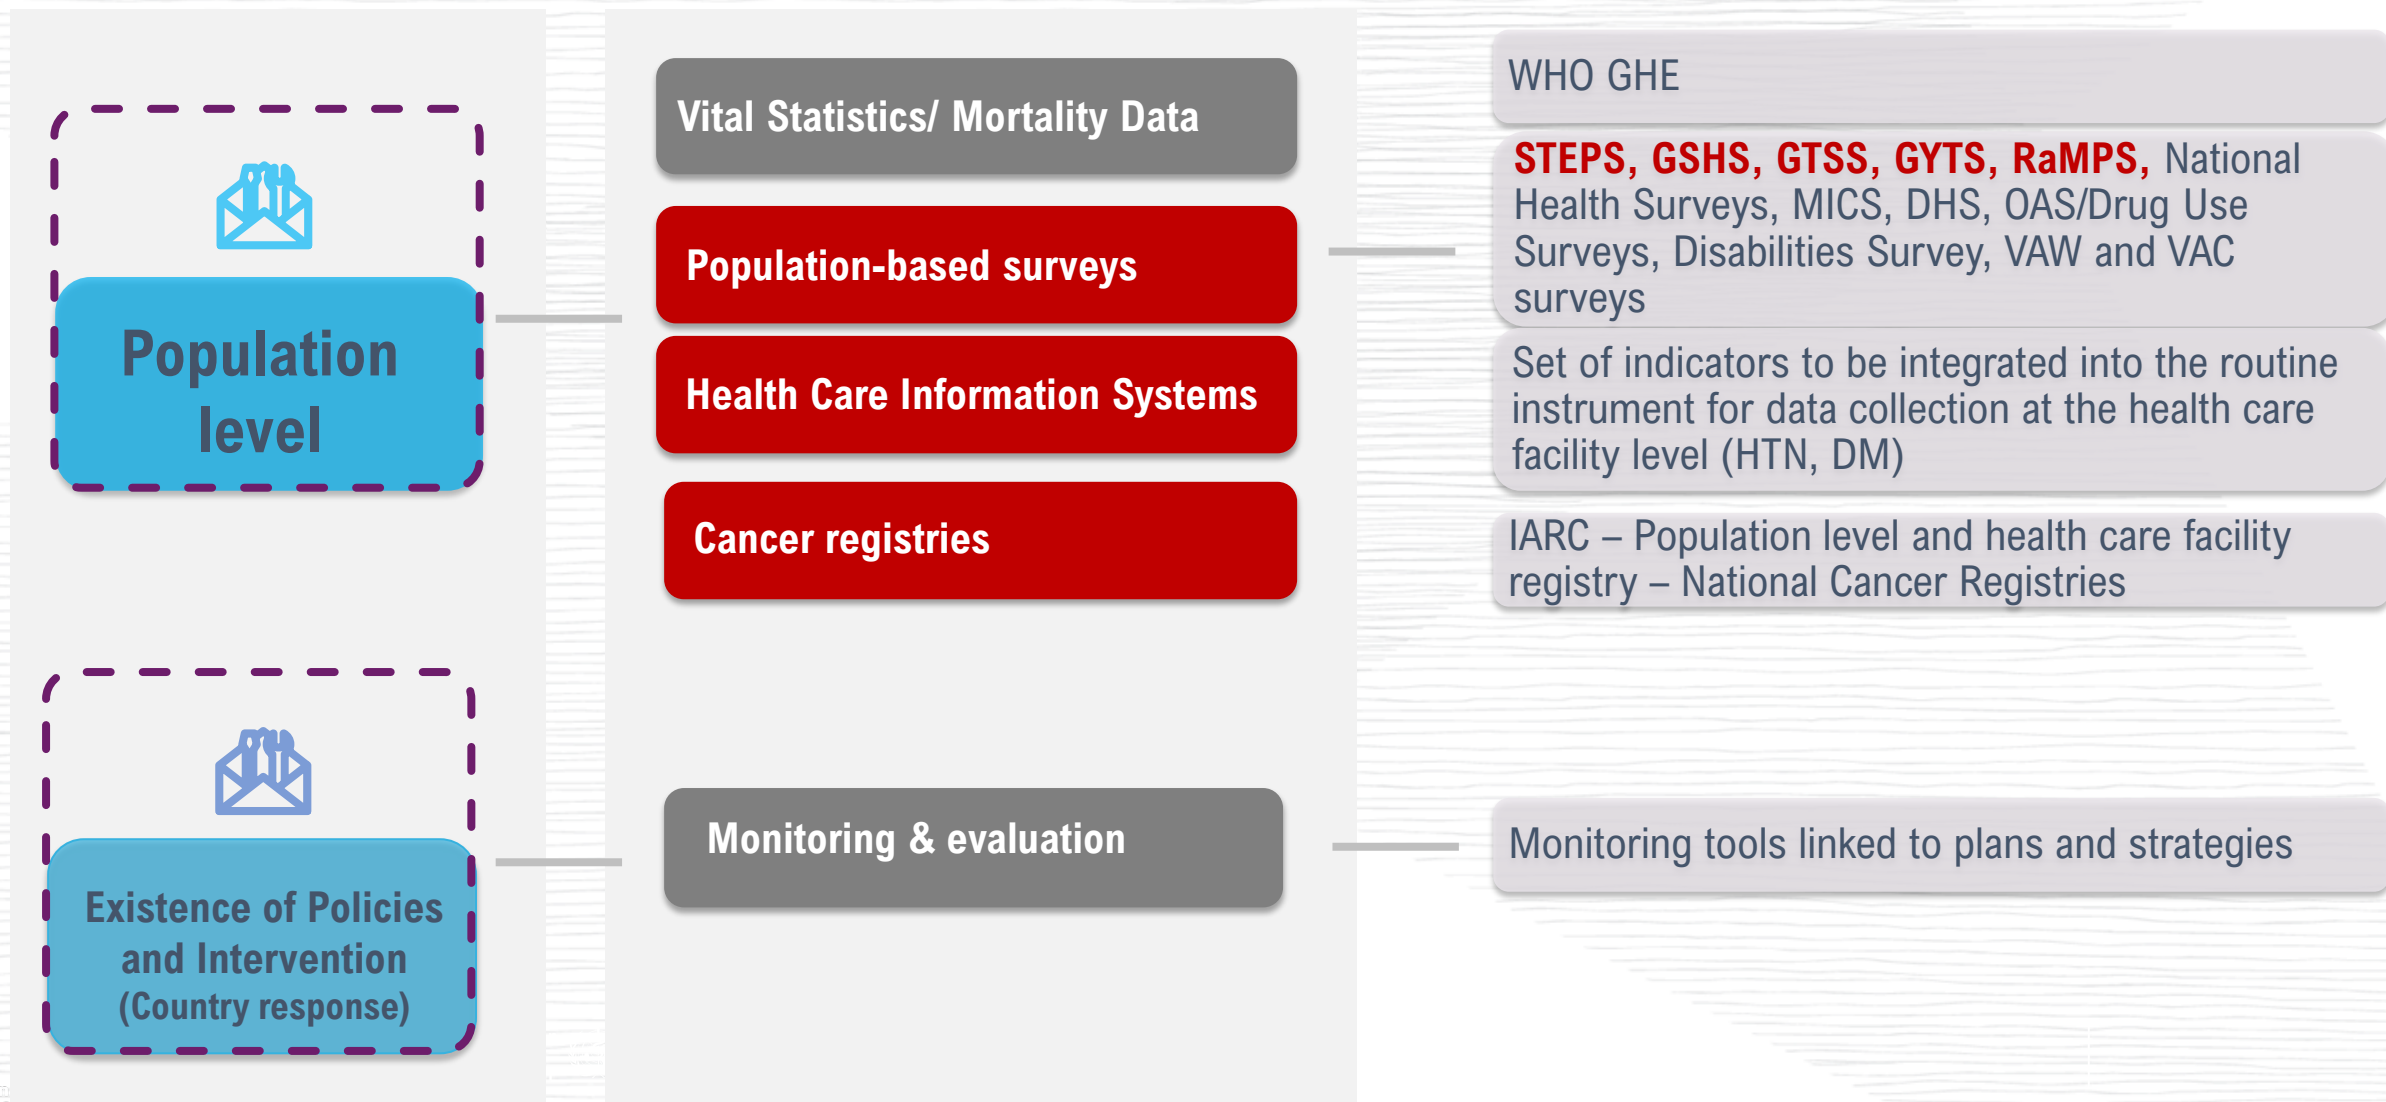 Population
level
Existence of Policies
and Intervention
(Country response)
Vital Statistics/ Mortality Data
Population-based surveys
Health Care Information Systems
Cancer registries
Monitoring & evaluation
WHO GHE
STEPS, GSHS, GTSS, GYTS, RaMPS, National
Health Surveys, MICS, DHS, OAS/Drug Use
Surveys, Disabilities Survey, VAW and VAC
surveys
Set of indicators to be integrated into the routine
instrument for data collection at the health care
facility level (HTN, DM)
IARC – Population level and health care facility
registry – National Cancer Registries
Monitoring tools linked to plans and strategies